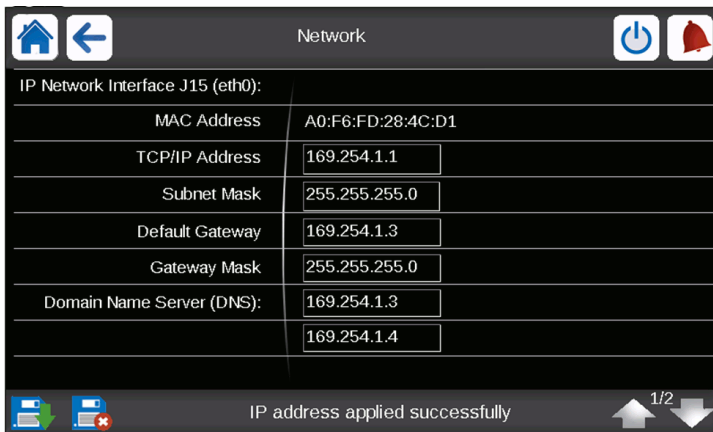 Network
IP Network Interface J15 (eth0):
MAC Address A0:F6:FD:28:4C:D1
TCP/IP Address 169.254.1.1
Subnet Mask 255.255.255.0
Default Gateway 169.254.1.3
Gateway Mask 255.255.255.0
Domain Name Server (DNS): 169.254.1.3
169.254.1.4
IP address applied successfully 1/2